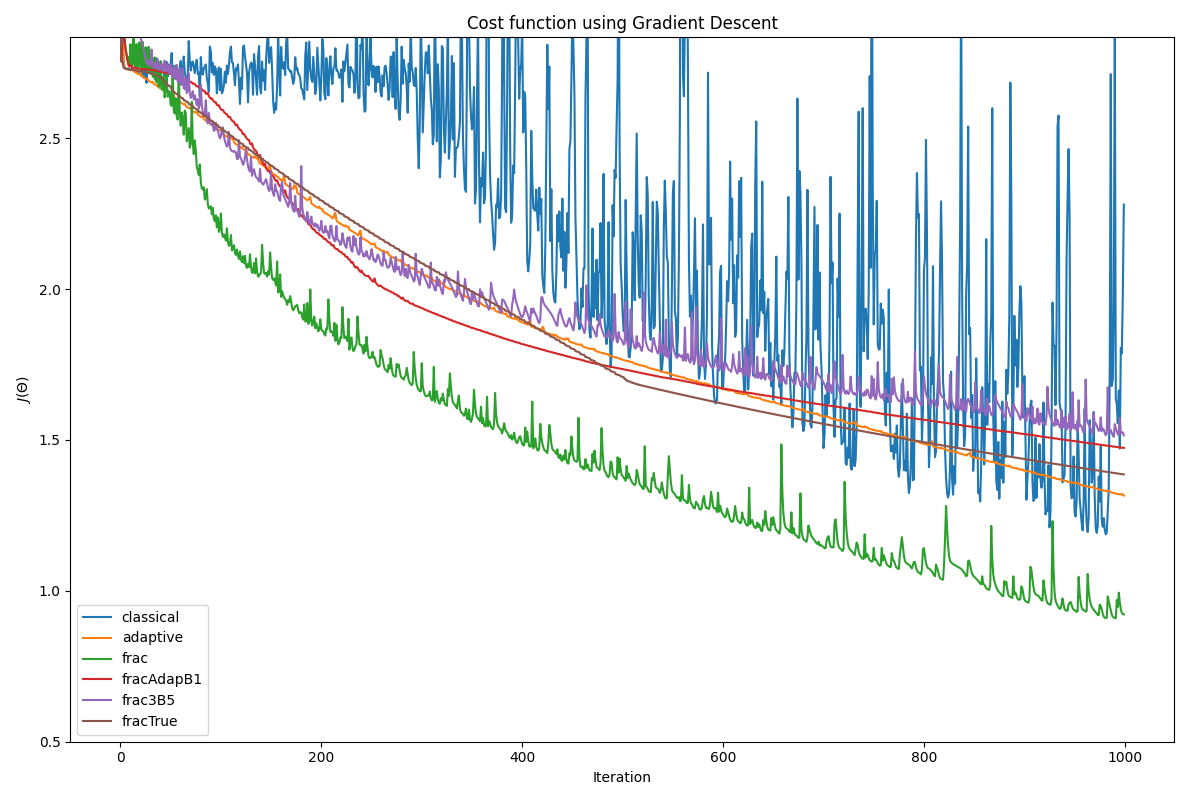 Cost function using Gradient Descent
J(Θ)
2.5
2.0
1.5
1.0
0.5
classical
adaptive
frac
fracAdapB1
frac3B5
fracTrue
0 200 400 600 800 1000
Iteration